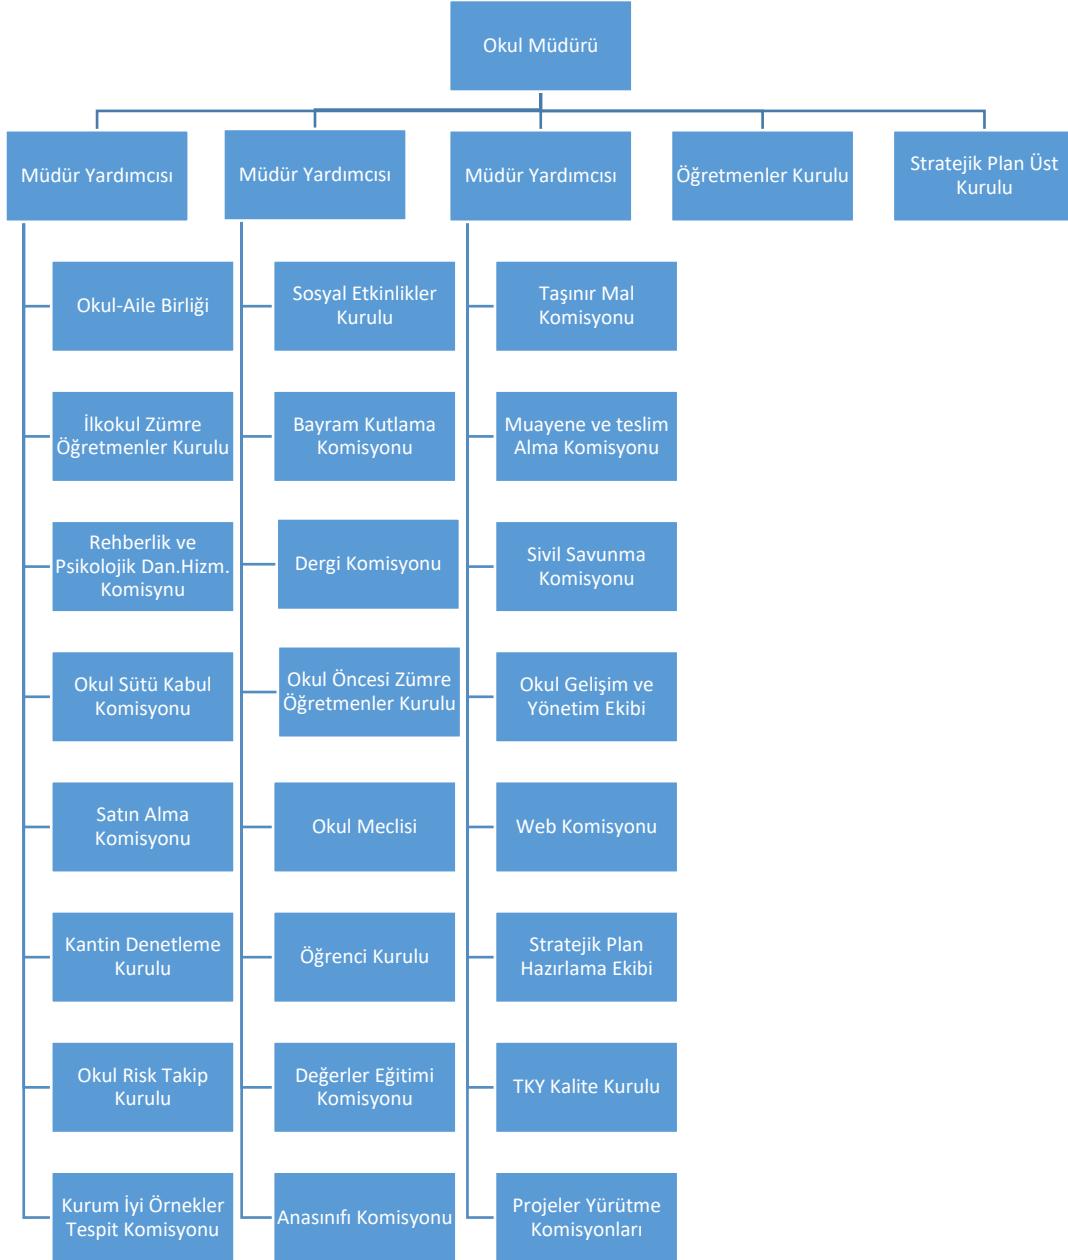 Okul Müdürü
Müdür Yardımcısı
Müdür Yardımcısı
Müdür Yardımcısı
Öğretmenler Kurulu
Stratejik Plan Üst
Kurulu
Okul-Aile Birliği
İlkokul Zümre
Öğretmenler Kurulu
Rehberlik ve
Psikolojik Dan.Hizm.
Komisynu
Okul Sütü Kabul
Komisyonu
Satın Alma
Komisyonu
Kantin Denetleme
Kurulu
Okul Risk Takip
Kurulu
Kurum İyi Örnekler
Tespit Komisyonu
Sosyal Etkinlikler
Kurulu
Bayram Kutlama
Komisyonu
Dergi Komisyonu
Okul Öncesi Zümre
Öğretmenler Kurulu
Okul Meclisi
Öğrenci Kurulu
Değerler Eğitimi
Komisyonu
Anasınıfı Komisyonu
Taşınır Mal
Komisyonu
Muayene ve teslim
Alma Komisyonu
Sivil Savunma
Komisyonu
Okul Gelişim ve
Yönetim Ekibi
Web Komisyonu
Stratejik Plan
Hazırlama Ekibi
TKY Kalite Kurulu
Projeler Yürütme
Komisyonları